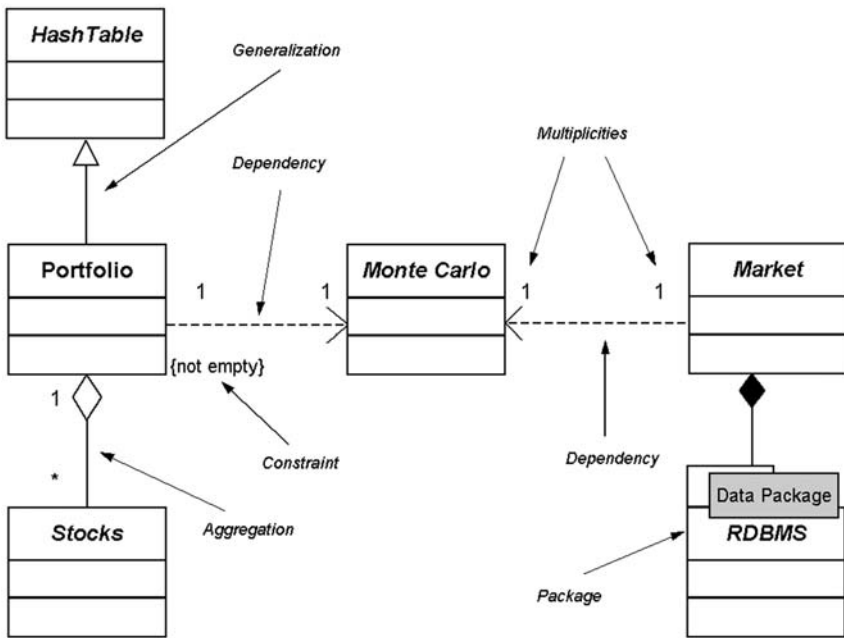 HashTable
Generalization
Multiplicities
Dependency
Portfolio
Monte Carlo
Market
1
1
1
1
{not empty}
1
Constraint
Dependency
*
Data Package
Stocks
Aggregation
RDBMS
Package